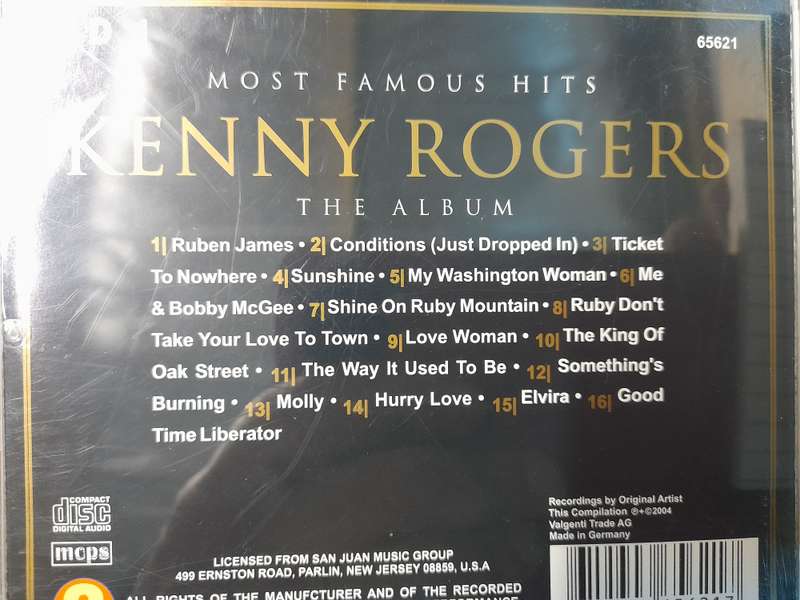 65621
MOST FAMOUS HITS
KENNY ROGERS
THE ALBUM
1| Ruben James • 2| Conditions (Just Dropped In) • 3| Ticket
To Nowhere • 4| Sunshine • 5| My Washington Woman • 6| Me
& Bobby McGee • 7| Shine On Ruby Mountain • 8| Ruby Don't
Take Your Love To Town • 9| Love Woman • 10| The King Of
Oak Street • 11| The Way It Used To Be • 12| Something's
Burning • 13| Molly • 14| Hurry Love • 15| Elvira • 16| Good
Time Liberator
COMPACT
disc
DIGITAL AUDIO
mcps
Recordings by Original Artist
This Compilation ℗+©2004
Valgenti Trade AG
Made in Germany
LICENSED FROM SAN JUAN MUSIC GROUP
499 ERNSTON ROAD, PARLIN, NEW JERSEY 08859, U.S.A
ALL RIGHTS OF THE MANUFCTURER AND OF THE RECORDED